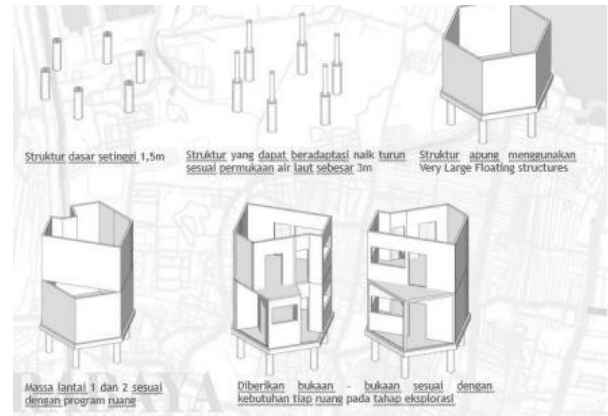 Struktur dasar setinggi 1,5m
Struktur yang dapat beradaptasi naik turun
sesuai permukaan air laut sebesar 3m
Struktur apung menggunakan
Very Large Floating structures
Massa lantai 1 dan 2 sesuai
dengan program ruang
Diberikan bukaan - bukaan sesuai dengan
kebutuhan tiap ruang pada tahap eksplorasi